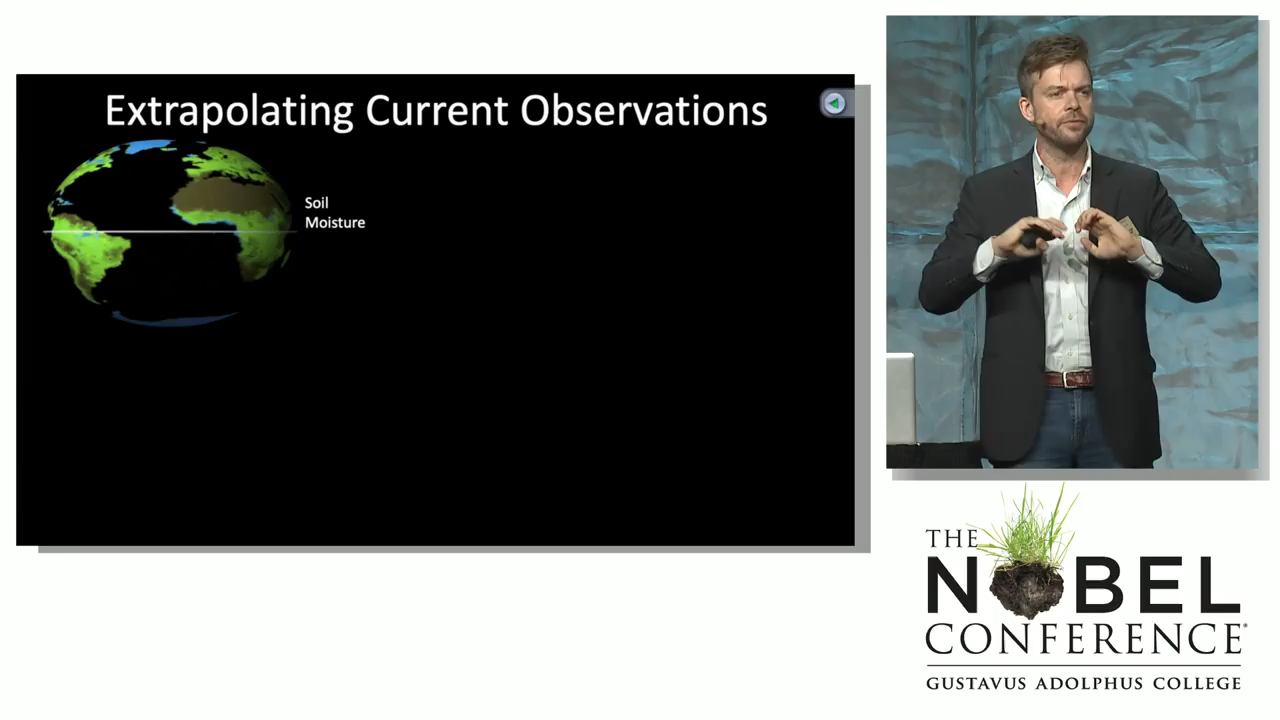 Extrapolating Current Observations
Soil
Moisture
THE
NOBEL
CONFERENCE®
GUSTAVUS ADOLPHUS COLLEGE